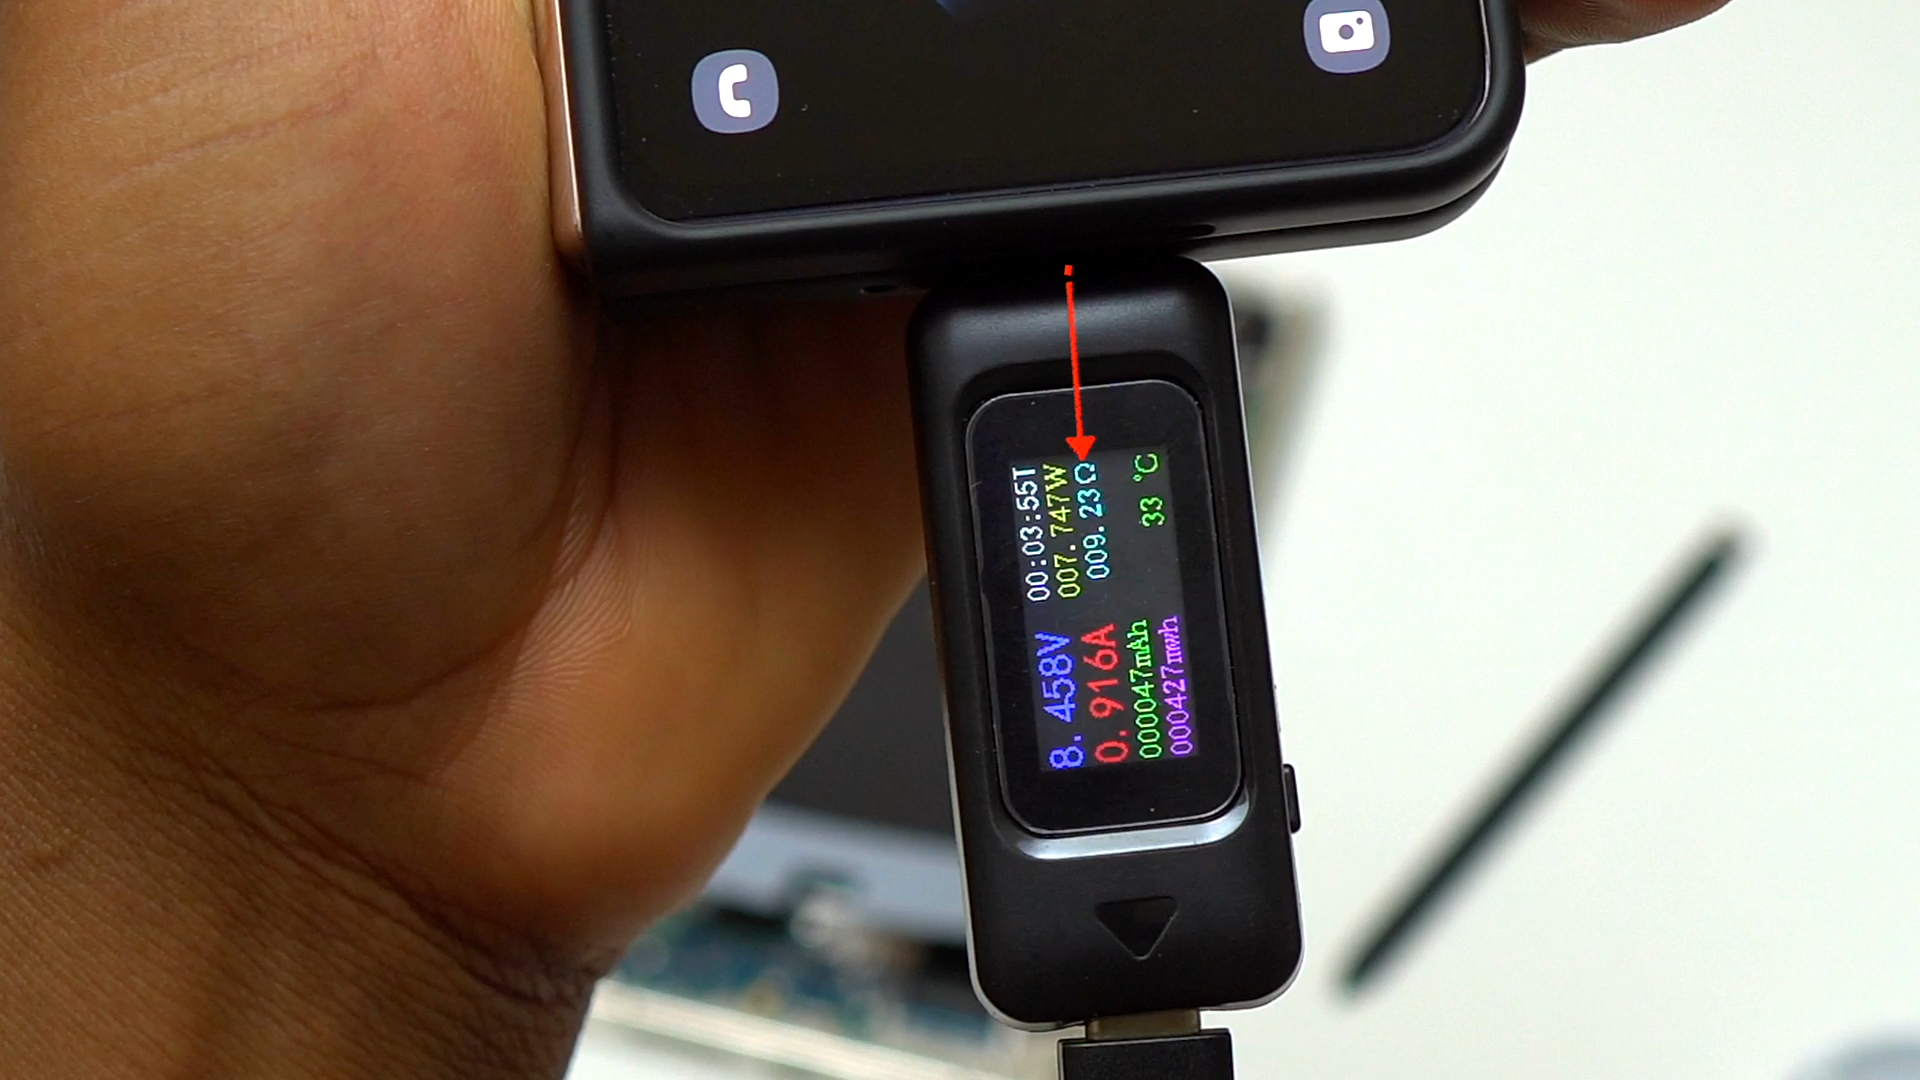 8.458V
0.916A
000047mAh
000427mwh
00:03:55T
007.747W
009.23Ω
33 °C